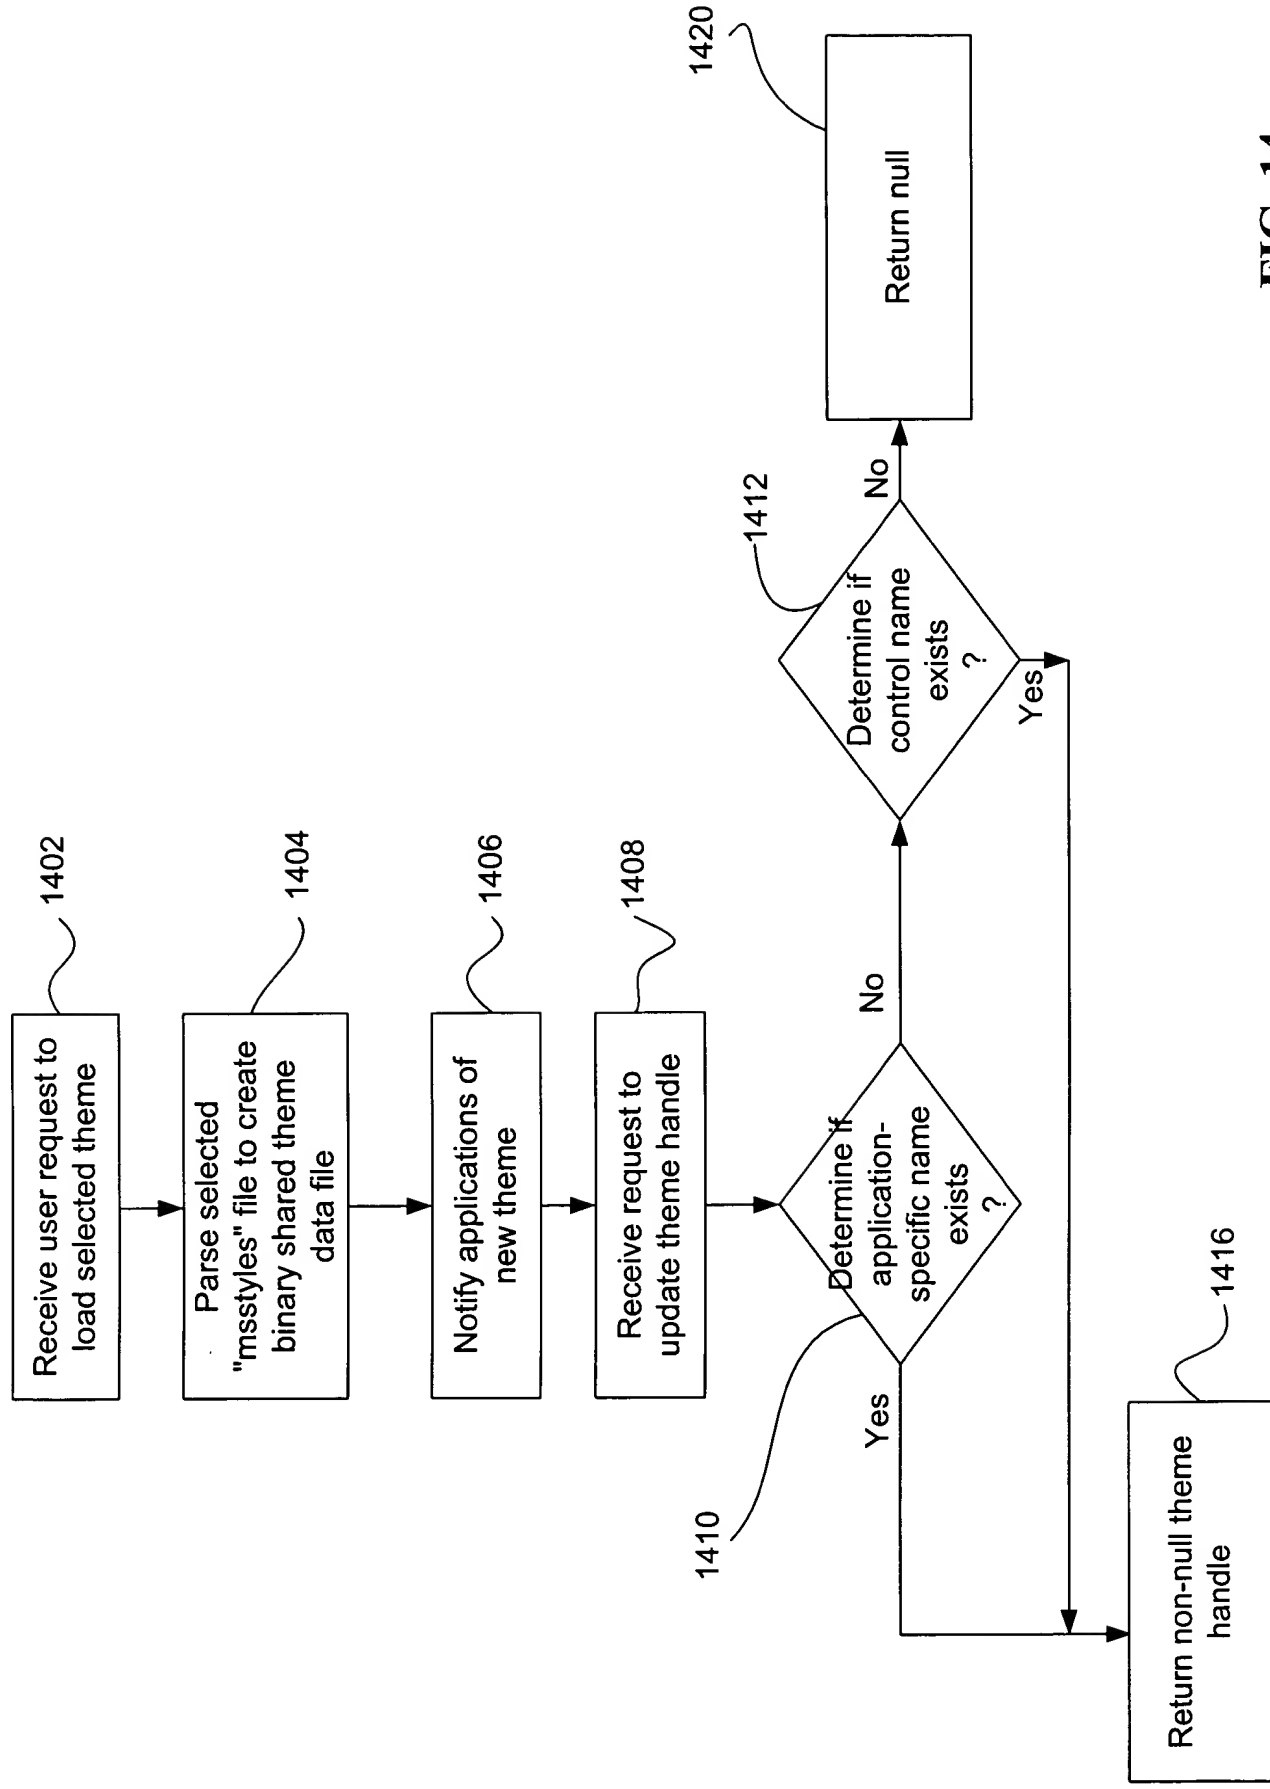 Receive user request to
load selected theme
1402
Parse selected
"msstyles" file to create
binary shared theme
data file
1404
Notify applications of
new theme
1406
Receive request to
update theme handle
1408
Determine if
application-
specific name
exists
?
1410
Yes
No
Determine if
control name
exists
?
1412
No
Yes
Return null
1420
Return non-null theme
handle
1416
FIG. 14